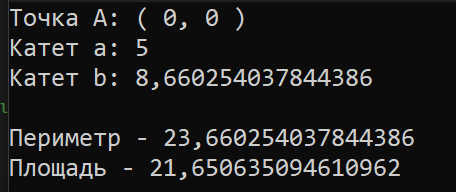 Точка A: ( 0, 0 )
Катет a: 5
Катет b: 8,660254037844386
Периметр - 23,660254037844386
Площадь - 21,650635094610962